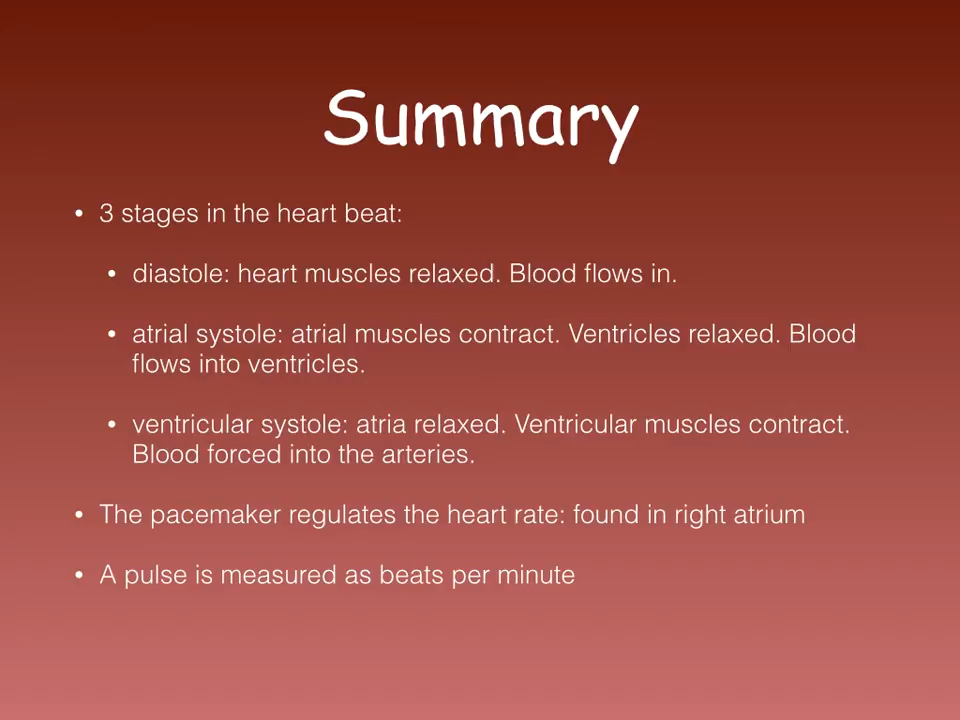 Summary
• 3 stages in the heart beat:
• diastole: heart muscles relaxed. Blood flows in.
• atrial systole: atrial muscles contract. Ventricles relaxed. Blood
flows into ventricles.
• ventricular systole: atria relaxed. Ventricular muscles contract.
Blood forced into the arteries.
• The pacemaker regulates the heart rate: found in right atrium
• A pulse is measured as beats per minute